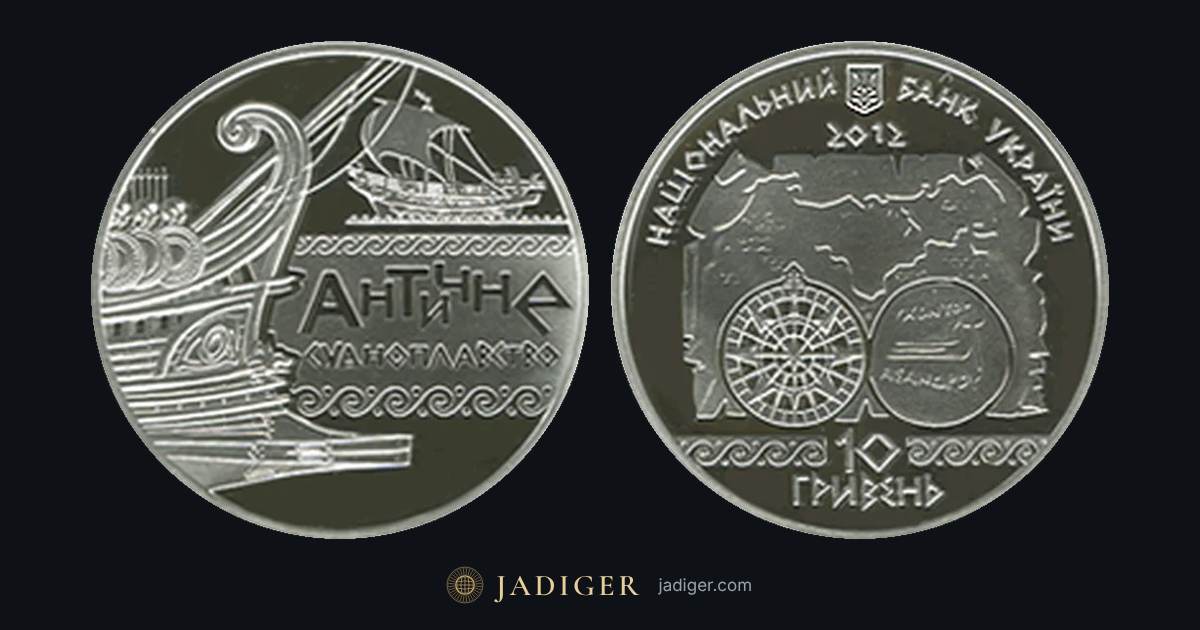 АНТИЧНЕ
СУДНОПЛАВСТВО
НАЦІОНАЛЬНИЙ БАНК УКРАЇНИ
2012
10
ГРИВЕНЬ
JADIGER jadiger.com